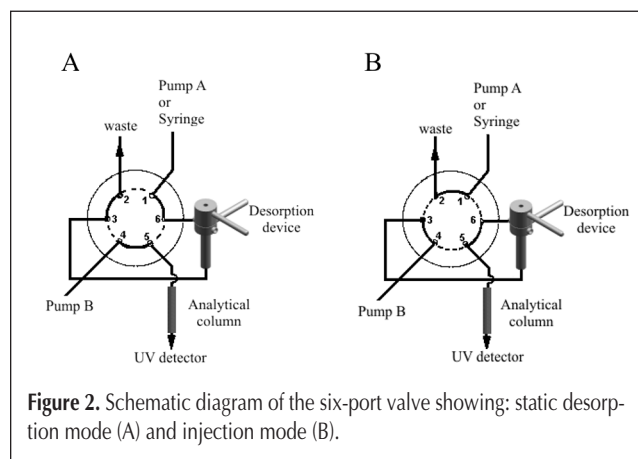 A
Pump A
or
Syringe
waste
2
1
3
6
4
5
Desorption
device
Pump B
Analytical
column
UV detector
B
Pump A
or
Syringe
waste
2
1
3
6
4
5
Desorption
device
Pump B
Analytical
column
UV detector
Figure 2. Schematic diagram of the six-port valve showing: static desorp-
tion mode (A) and injection mode (B).